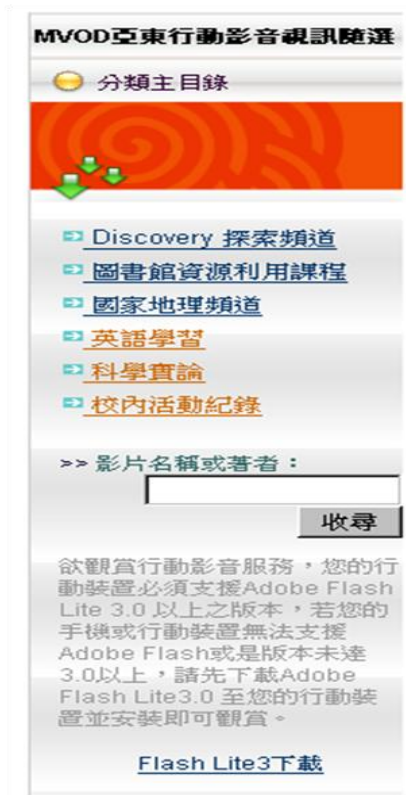 MVOD亞東行動影音視訊隨選
分類主目錄
Discovery 探索頻道
圖書館資源利用課程
國家地理頻道
英語學習
科學實論
校內活動紀錄
>> 影片名稱或著者：
收尋
欲觀賞行動影音服務，您的行
動裝置必須支援Adobe Flash
Lite 3.0 以上之版本，若您的
手機或行動裝置無法支援
Adobe Flash或是版本未達
3.0以上，請先下載Adobe
Flash Lite3.0 至您的行動裝
置並安裝即可觀賞。
Flash Lite3下載